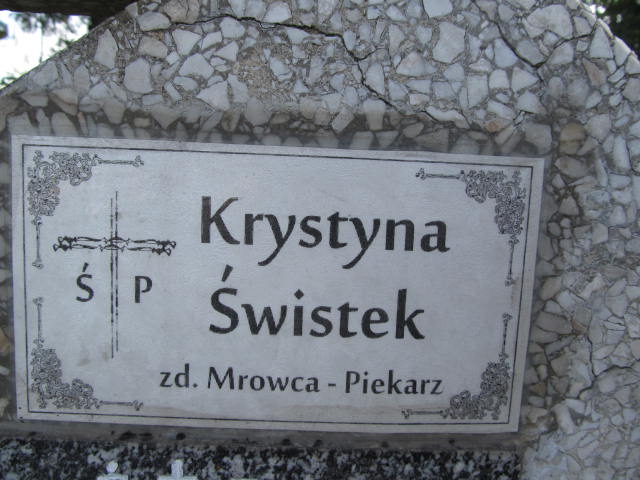 Krystyna
Ś P
Świstek
zd. Mrowca - Piekarz